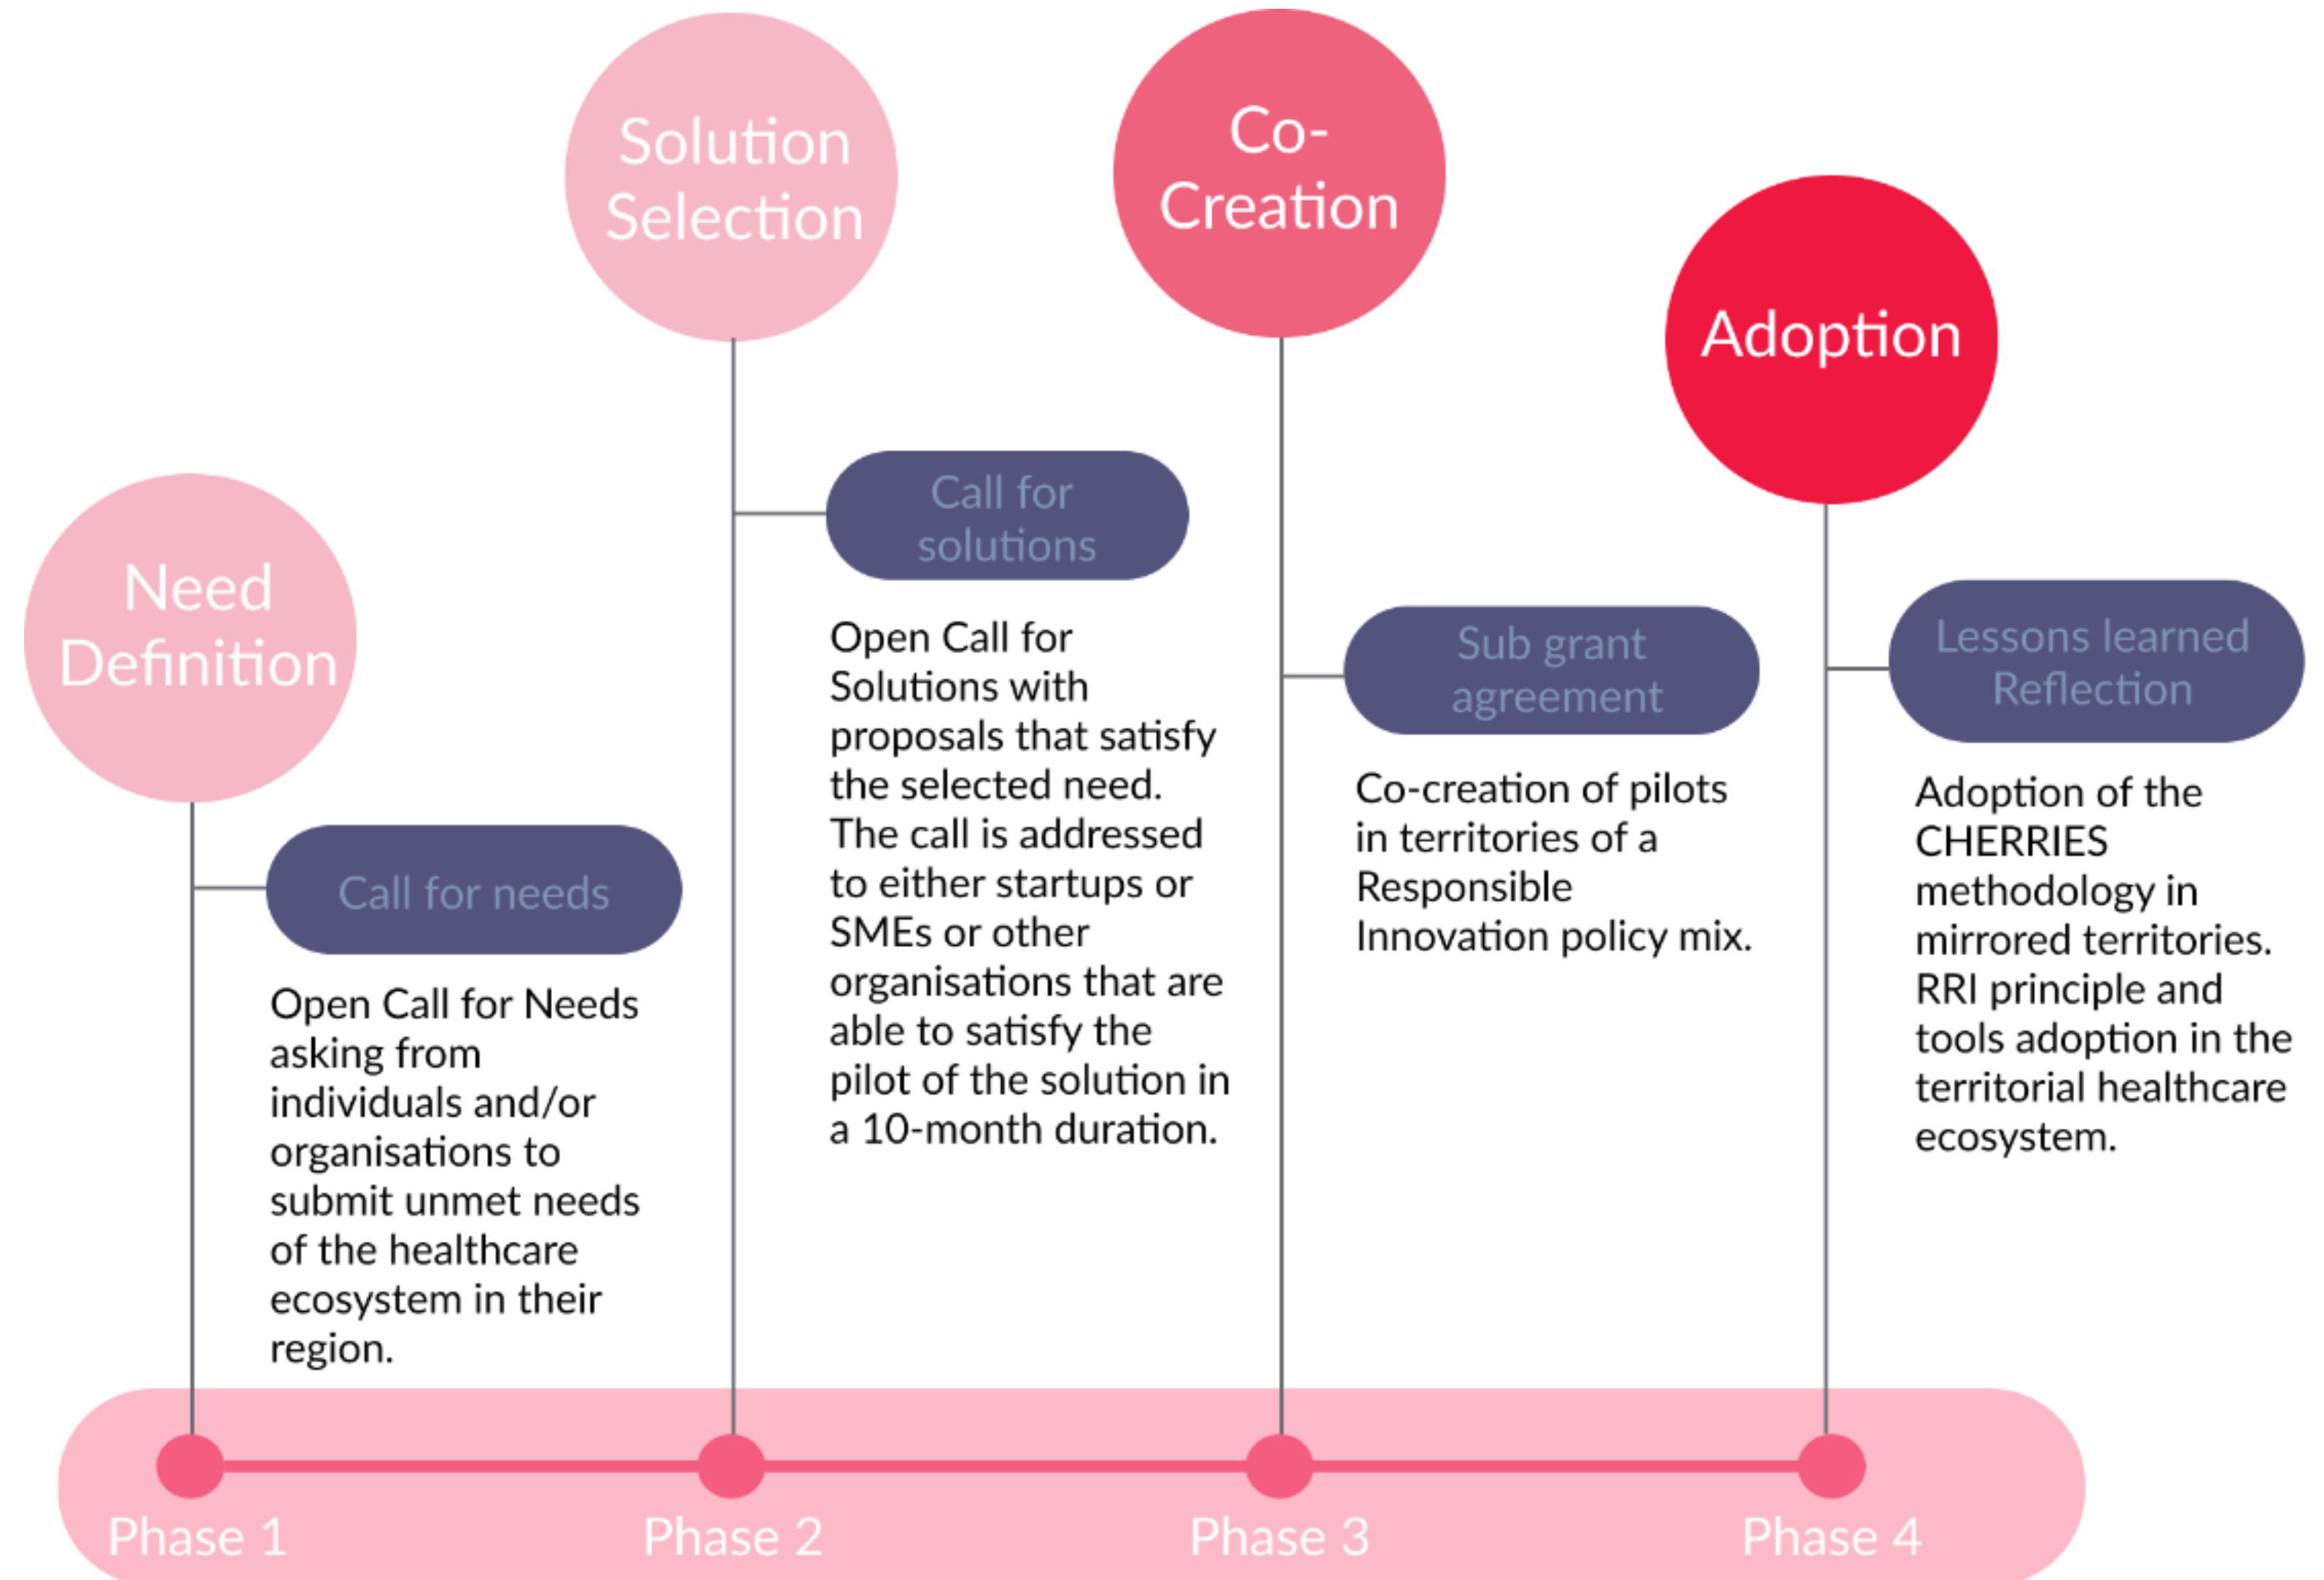 Need
Definition
Call for needs
Open Call for Needs
asking from
individuals and/or
organisations to
submit unmet needs
of the healthcare
ecosystem in their
region.
Phase 1
Solution
Selection
Call for
solutions
Open Call for
Solutions with
proposals that satisfy
the selected need.
The call is addressed
to either startups or
SMEs or other
organisations that are
able to satisfy the
pilot of the solution in
a 10-month duration.
Phase 2
Co-
Creation
Sub grant
agreement
Co-creation of pilots
in territories of a
Responsible
Innovation policy mix.
Phase 3
Adoption
Lessons learned
Reflection
Adoption of the
CHERRIES
methodology in
mirrored territories.
RRI principle and
tools adoption in the
territorial healthcare
ecosystem.
Phase 4